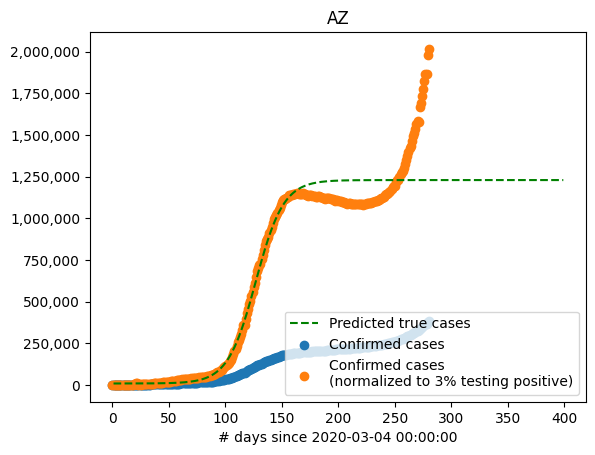 AZ
2,000,000
1,750,000
1,500,000
1,250,000
1,000,000
750,000
500,000
250,000
0
Predicted true cases
Confirmed cases
Confirmed cases
(normalized to 3% testing positive)
0 50 100 150 200 250 300 350 400
# days since 2020-03-04 00:00:00